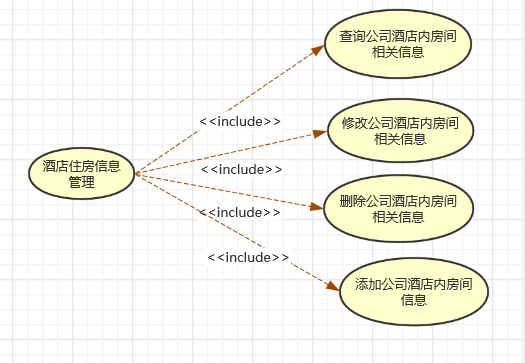 查询公司酒店内房间
相关信息
<<include>>
修改公司酒店内房间
相关信息
酒店住房信息
管理
<<include>>
删除公司酒店内房间
相关信息
<<include>>
<<include>>
添加公司酒店内房间
信息